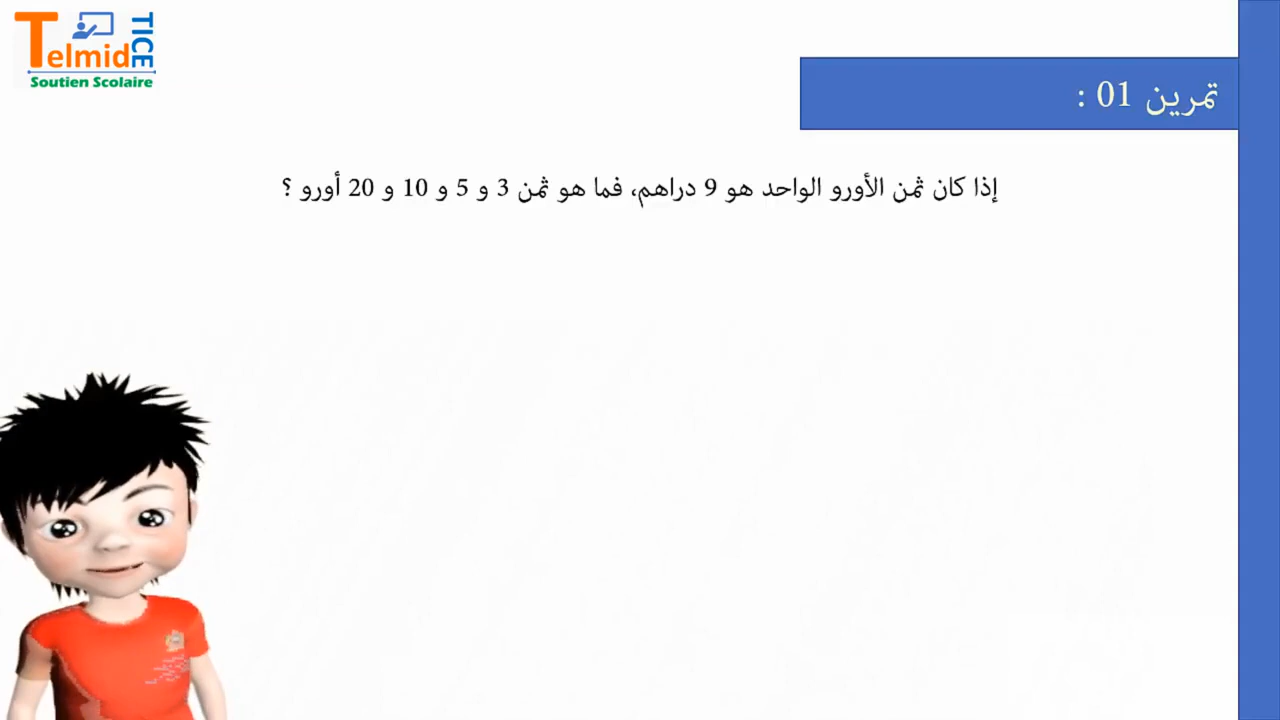 Telmid TICE
Soutien Scolaire
تمرين 01 :
إذا كان ثمن الأورو الواحد هو 9 دراهم، فما هو ثمن 3 و 5 و 10 و 20 أورو ؟